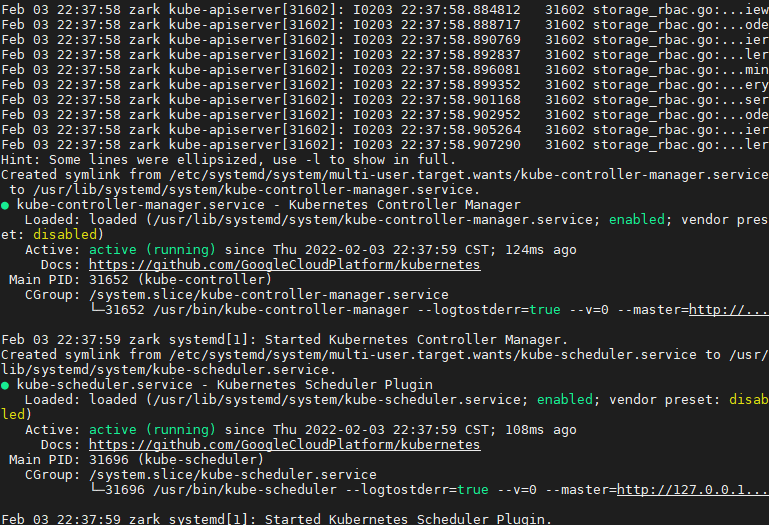 Feb 03 22:37:58 zark kube-apiserver[31602]: I0203 22:37:58.884812   31602 storage_rbac.go:...iew
Feb 03 22:37:58 zark kube-apiserver[31602]: I0203 22:37:58.888717   31602 storage_rbac.go:...ode
Feb 03 22:37:58 zark kube-apiserver[31602]: I0203 22:37:58.890769   31602 storage_rbac.go:...ier
Feb 03 22:37:58 zark kube-apiserver[31602]: I0203 22:37:58.892837   31602 storage_rbac.go:...ler
Feb 03 22:37:58 zark kube-apiserver[31602]: I0203 22:37:58.896081   31602 storage_rbac.go:...min
Feb 03 22:37:58 zark kube-apiserver[31602]: I0203 22:37:58.899352   31602 storage_rbac.go:...ery
Feb 03 22:37:58 zark kube-apiserver[31602]: I0203 22:37:58.901168   31602 storage_rbac.go:...ser
Feb 03 22:37:58 zark kube-apiserver[31602]: I0203 22:37:58.902952   31602 storage_rbac.go:...ode
Feb 03 22:37:58 zark kube-apiserver[31602]: I0203 22:37:58.905264   31602 storage_rbac.go:...ier
Feb 03 22:37:58 zark kube-apiserver[31602]: I0203 22:37:58.907290   31602 storage_rbac.go:...ler
Hint: Some lines were ellipsized, use -l to show in full.
Created symlink from /etc/systemd/system/multi-user.target.wants/kube-controller-manager.service
 to /usr/lib/systemd/system/kube-controller-manager.service.
● kube-controller-manager.service - Kubernetes Controller Manager
   Loaded: loaded (/usr/lib/systemd/system/kube-controller-manager.service; enabled; vendor pres
et: disabled)
   Active: active (running) since Thu 2022-02-03 22:37:59 CST; 124ms ago
     Docs: https://github.com/GoogleCloudPlatform/kubernetes
 Main PID: 31652 (kube-controller)
   CGroup: /system.slice/kube-controller-manager.service
           └─31652 /usr/bin/kube-controller-manager --logtostderr=true --v=0 --master=http://...
Feb 03 22:37:59 zark systemd[1]: Started Kubernetes Controller Manager.
Created symlink from /etc/systemd/system/multi-user.target.wants/kube-scheduler.service to /usr/
lib/systemd/system/kube-scheduler.service.
● kube-scheduler.service - Kubernetes Scheduler Plugin
   Loaded: loaded (/usr/lib/systemd/system/kube-scheduler.service; enabled; vendor preset: disab
led)
   Active: active (running) since Thu 2022-02-03 22:37:59 CST; 108ms ago
     Docs: https://github.com/GoogleCloudPlatform/kubernetes
 Main PID: 31696 (kube-scheduler)
   CGroup: /system.slice/kube-scheduler.service
           └─31696 /usr/bin/kube-scheduler --logtostderr=true --v=0 --master=http://127.0.0.1...
Feb 03 22:37:59 zark systemd[1]: Started Kubernetes Scheduler Plugin.